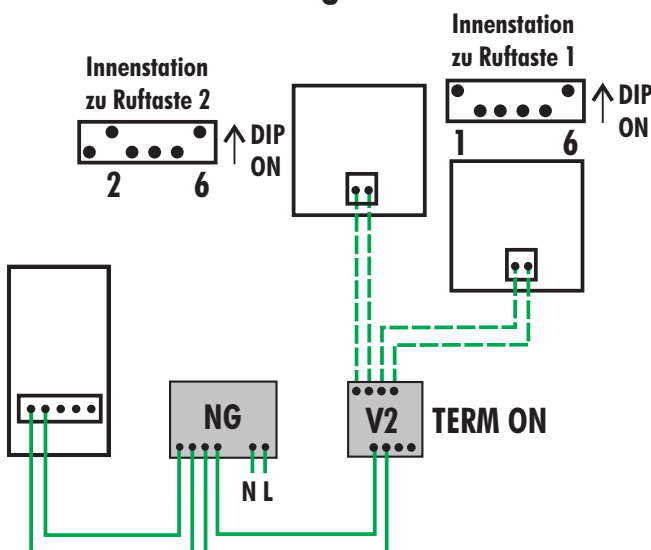 g
Innenstation
zu Ruftaste 1
DIP
ON
1 6
Innenstation
zu Ruftaste 2
DIP
ON
2 6
NG
N L
V2
TERM ON